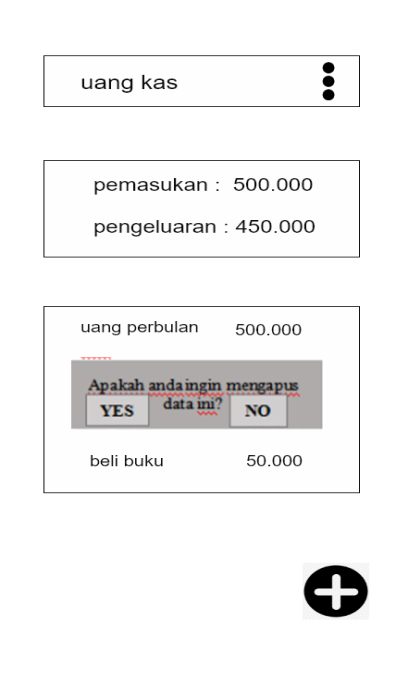 uang kas
pemasukan : 500.000
pengeluaran : 450.000
uang perbulan 500.000
Apakah anda ingin mengapus
data ini?
YES
NO
beli buku 50.000